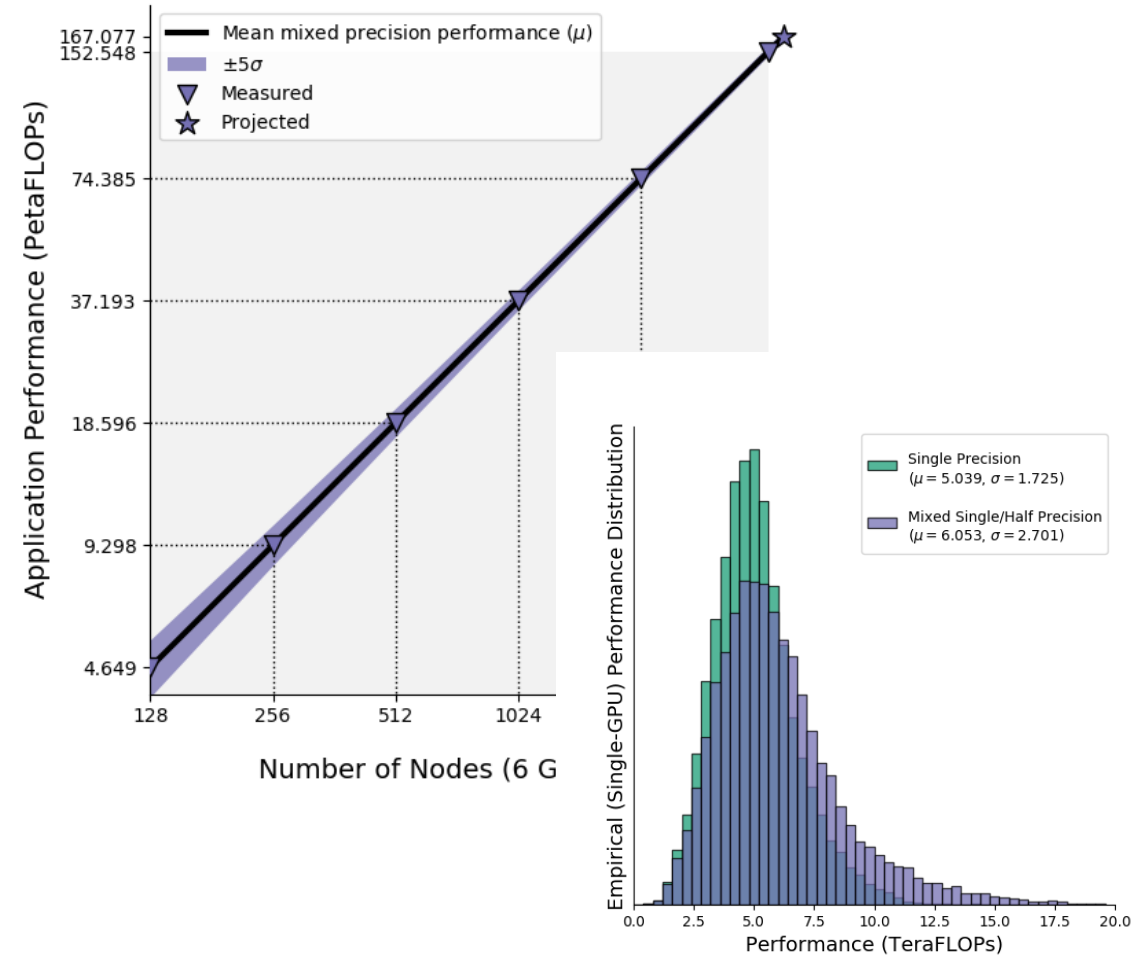 Application Performance (PetaFLOPs)
167.077
152.548
74.385
37.193
18.596
9.298
4.649
Mean mixed precision performance (μ)
±5σ
Measured
Projected
128
256
512
1024
Number of Nodes (6 G
Empirical (Single-GPU) Performance Distribution
Single Precision
(μ = 5.039, σ = 1.725)
Mixed Single/Half Precision
(μ = 6.053, σ = 2.701)
0.0
2.5
5.0
7.5
10.0
12.5
15.0
17.5
20.0
Performance (TeraFLOPs)